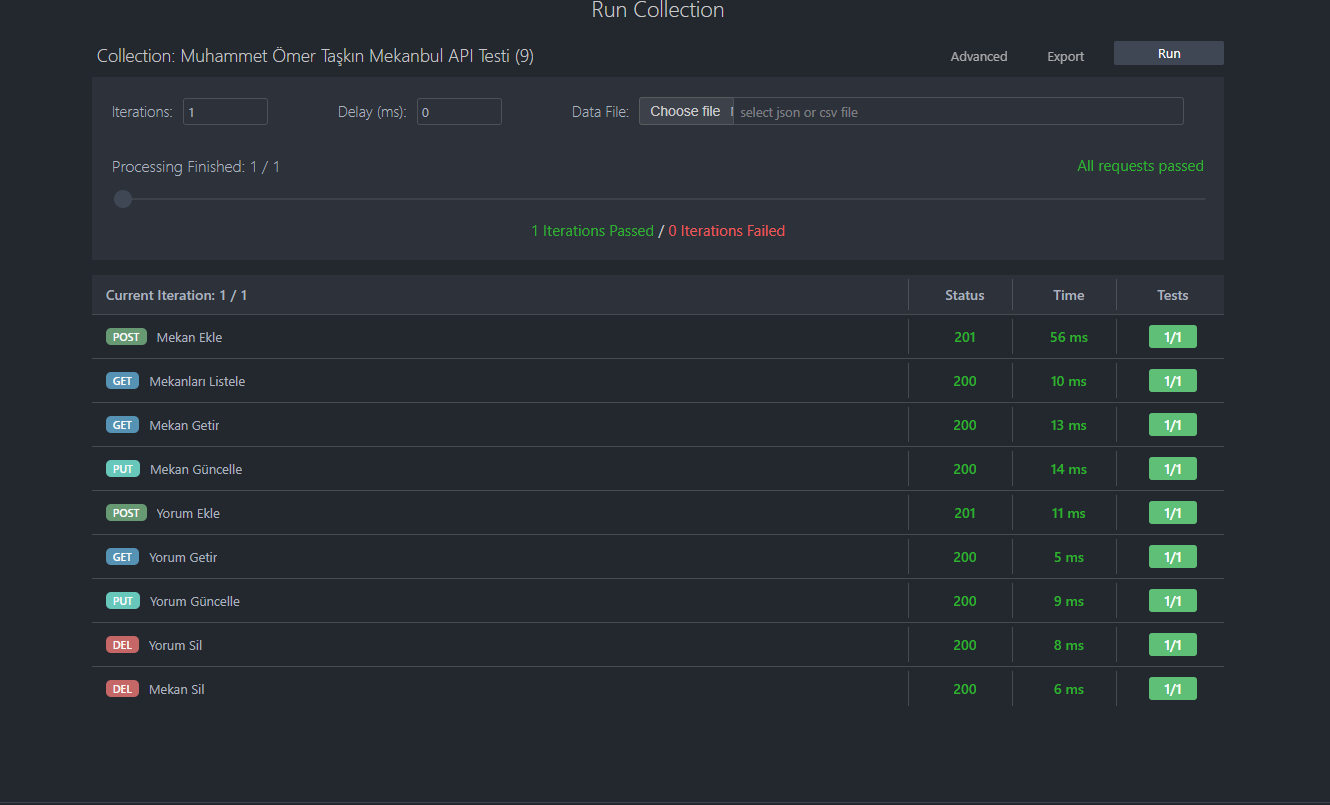 Run Collection
Collection: Muhammet Ömer Taşkın Mekanbul API Testi (9) Advanced Export Run
Iterations: 1 Delay (ms): 0 Data File: Choose file select json or csv file
Processing Finished: 1 / 1 All requests passed
1 Iterations Passed / 0 Iterations Failed
Current Iteration: 1 / 1 Status Time Tests
POST Mekan Ekle 201 56 ms 1/1
GET Mekanları Listele 200 10 ms 1/1
GET Mekan Getir 200 13 ms 1/1
PUT Mekan Güncelle 200 14 ms 1/1
POST Yorum Ekle 201 11 ms 1/1
GET Yorum Getir 200 5 ms 1/1
PUT Yorum Güncelle 200 9 ms 1/1
DEL Yorum Sil 200 8 ms 1/1
DEL Mekan Sil 200 6 ms 1/1